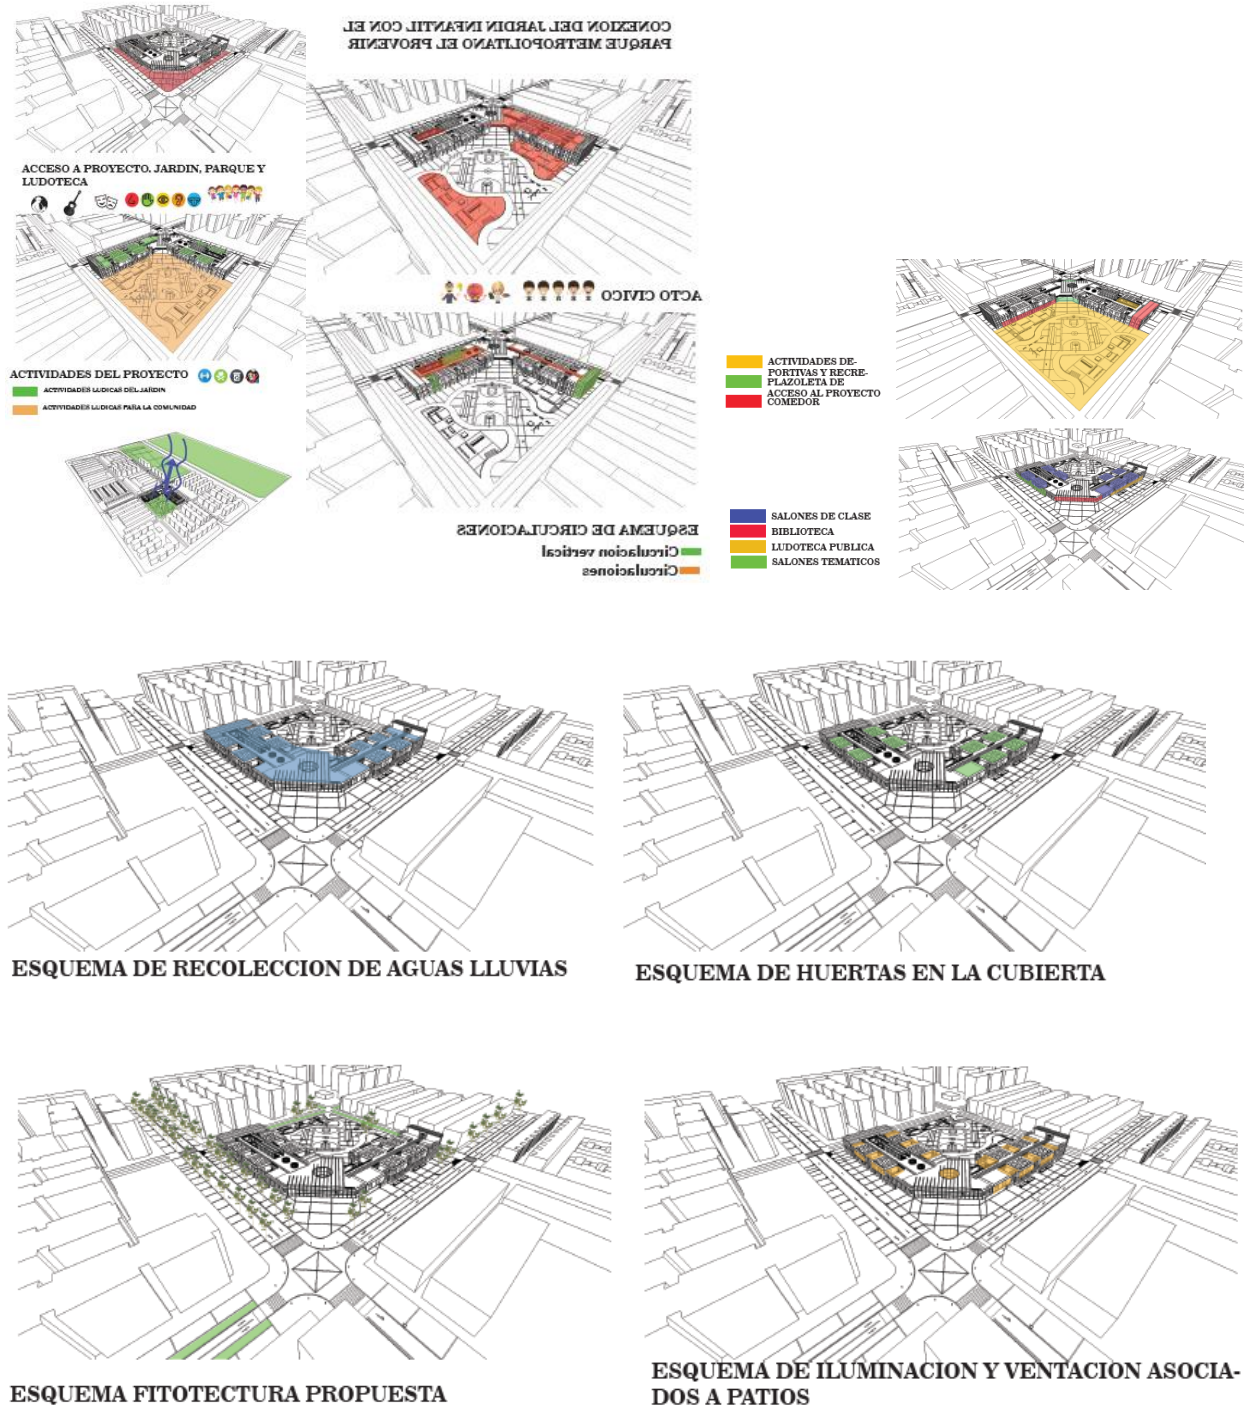 CONEXION DEL JARDIN INFANTIL CON EL
PARQUE METROPOLITANO EL PROVENIR
ACCESO A PROYECTO. JARDIN, PARQUE Y
LUDOTECA
ACTO CIVICO
ACTIVIDADES DEL PROYECTO
ACTIVIDADES LUDICAS DEL JARDIN
ACTIVIDADES LUDICAS PARA LA COMUNIDAD
ESQUEMA DE CIRCULACIONES
Circulacion vertical
Circulaciones
ACTIVIDADES DE-
PORTIVAS Y RECRE-
PLAZOLETA DE
ACCESO AL PROYECTO
COMEDOR
SALONES DE CLASE
BIBLIOTECA
LUDOTECA PUBLICA
SALONES TEMATICOS
ESQUEMA DE RECOLECCION DE AGUAS LLUVIAS
ESQUEMA DE HUERTAS EN LA CUBIERTA
ESQUEMA FITOTECTURA PROPUESTA
ESQUEMA DE ILUMINACION Y VENTACION ASOCIA-
DOS A PATIOS